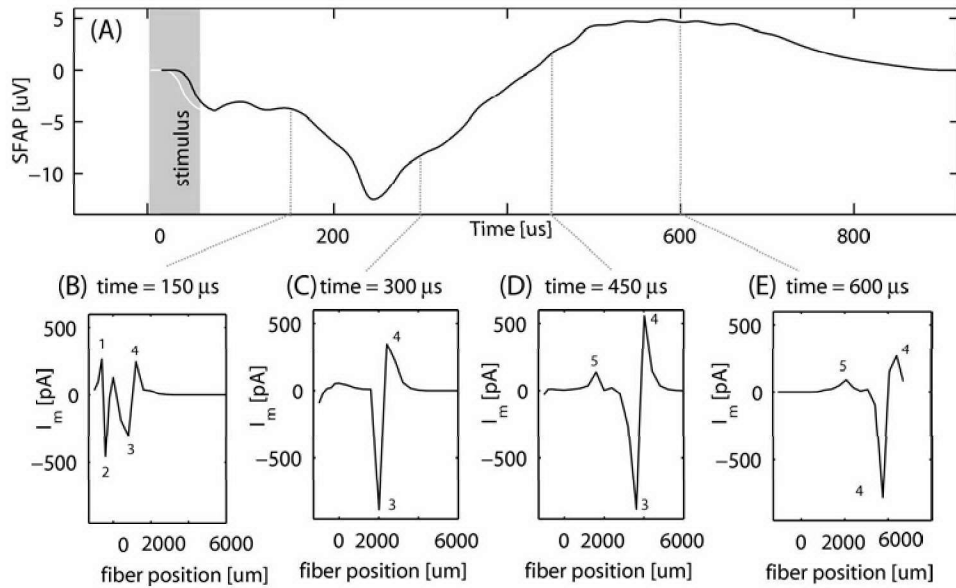 (A)
SFAP [uV]
5
0
−5
−10
stimulus
0
200
Time [us]
600
800
(B) time = 150 µs
(C) time = 300 µs
(D) time = 450 µs
(E) time = 600 µs
I_m [pA]
500
0
−500
1
2
3
4
0 2000 6000
fiber position [um]
I_m [pA]
500
0
−500
4
3
0 2000 6000
fiber position [um]
I_m [pA]
500
0
−500
5
4
3
0 2000 6000
fiber position [um]
I_m [pA]
500
0
−500
5
4
4
0 2000 6000
fiber position [um]